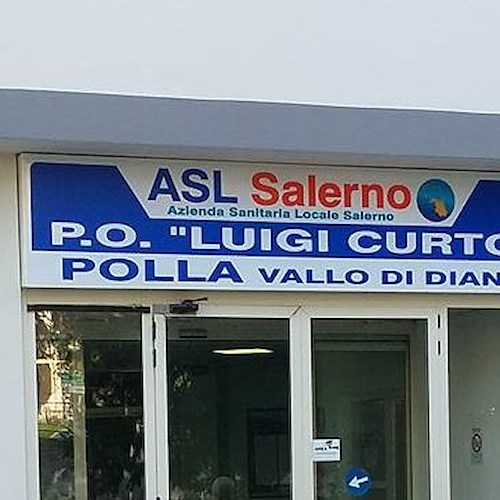 ASL Salerno
Azienda Sanitaria Locale Salerno
P.O. "LUIGI CURTO
POLLA VALLO DI DIAN